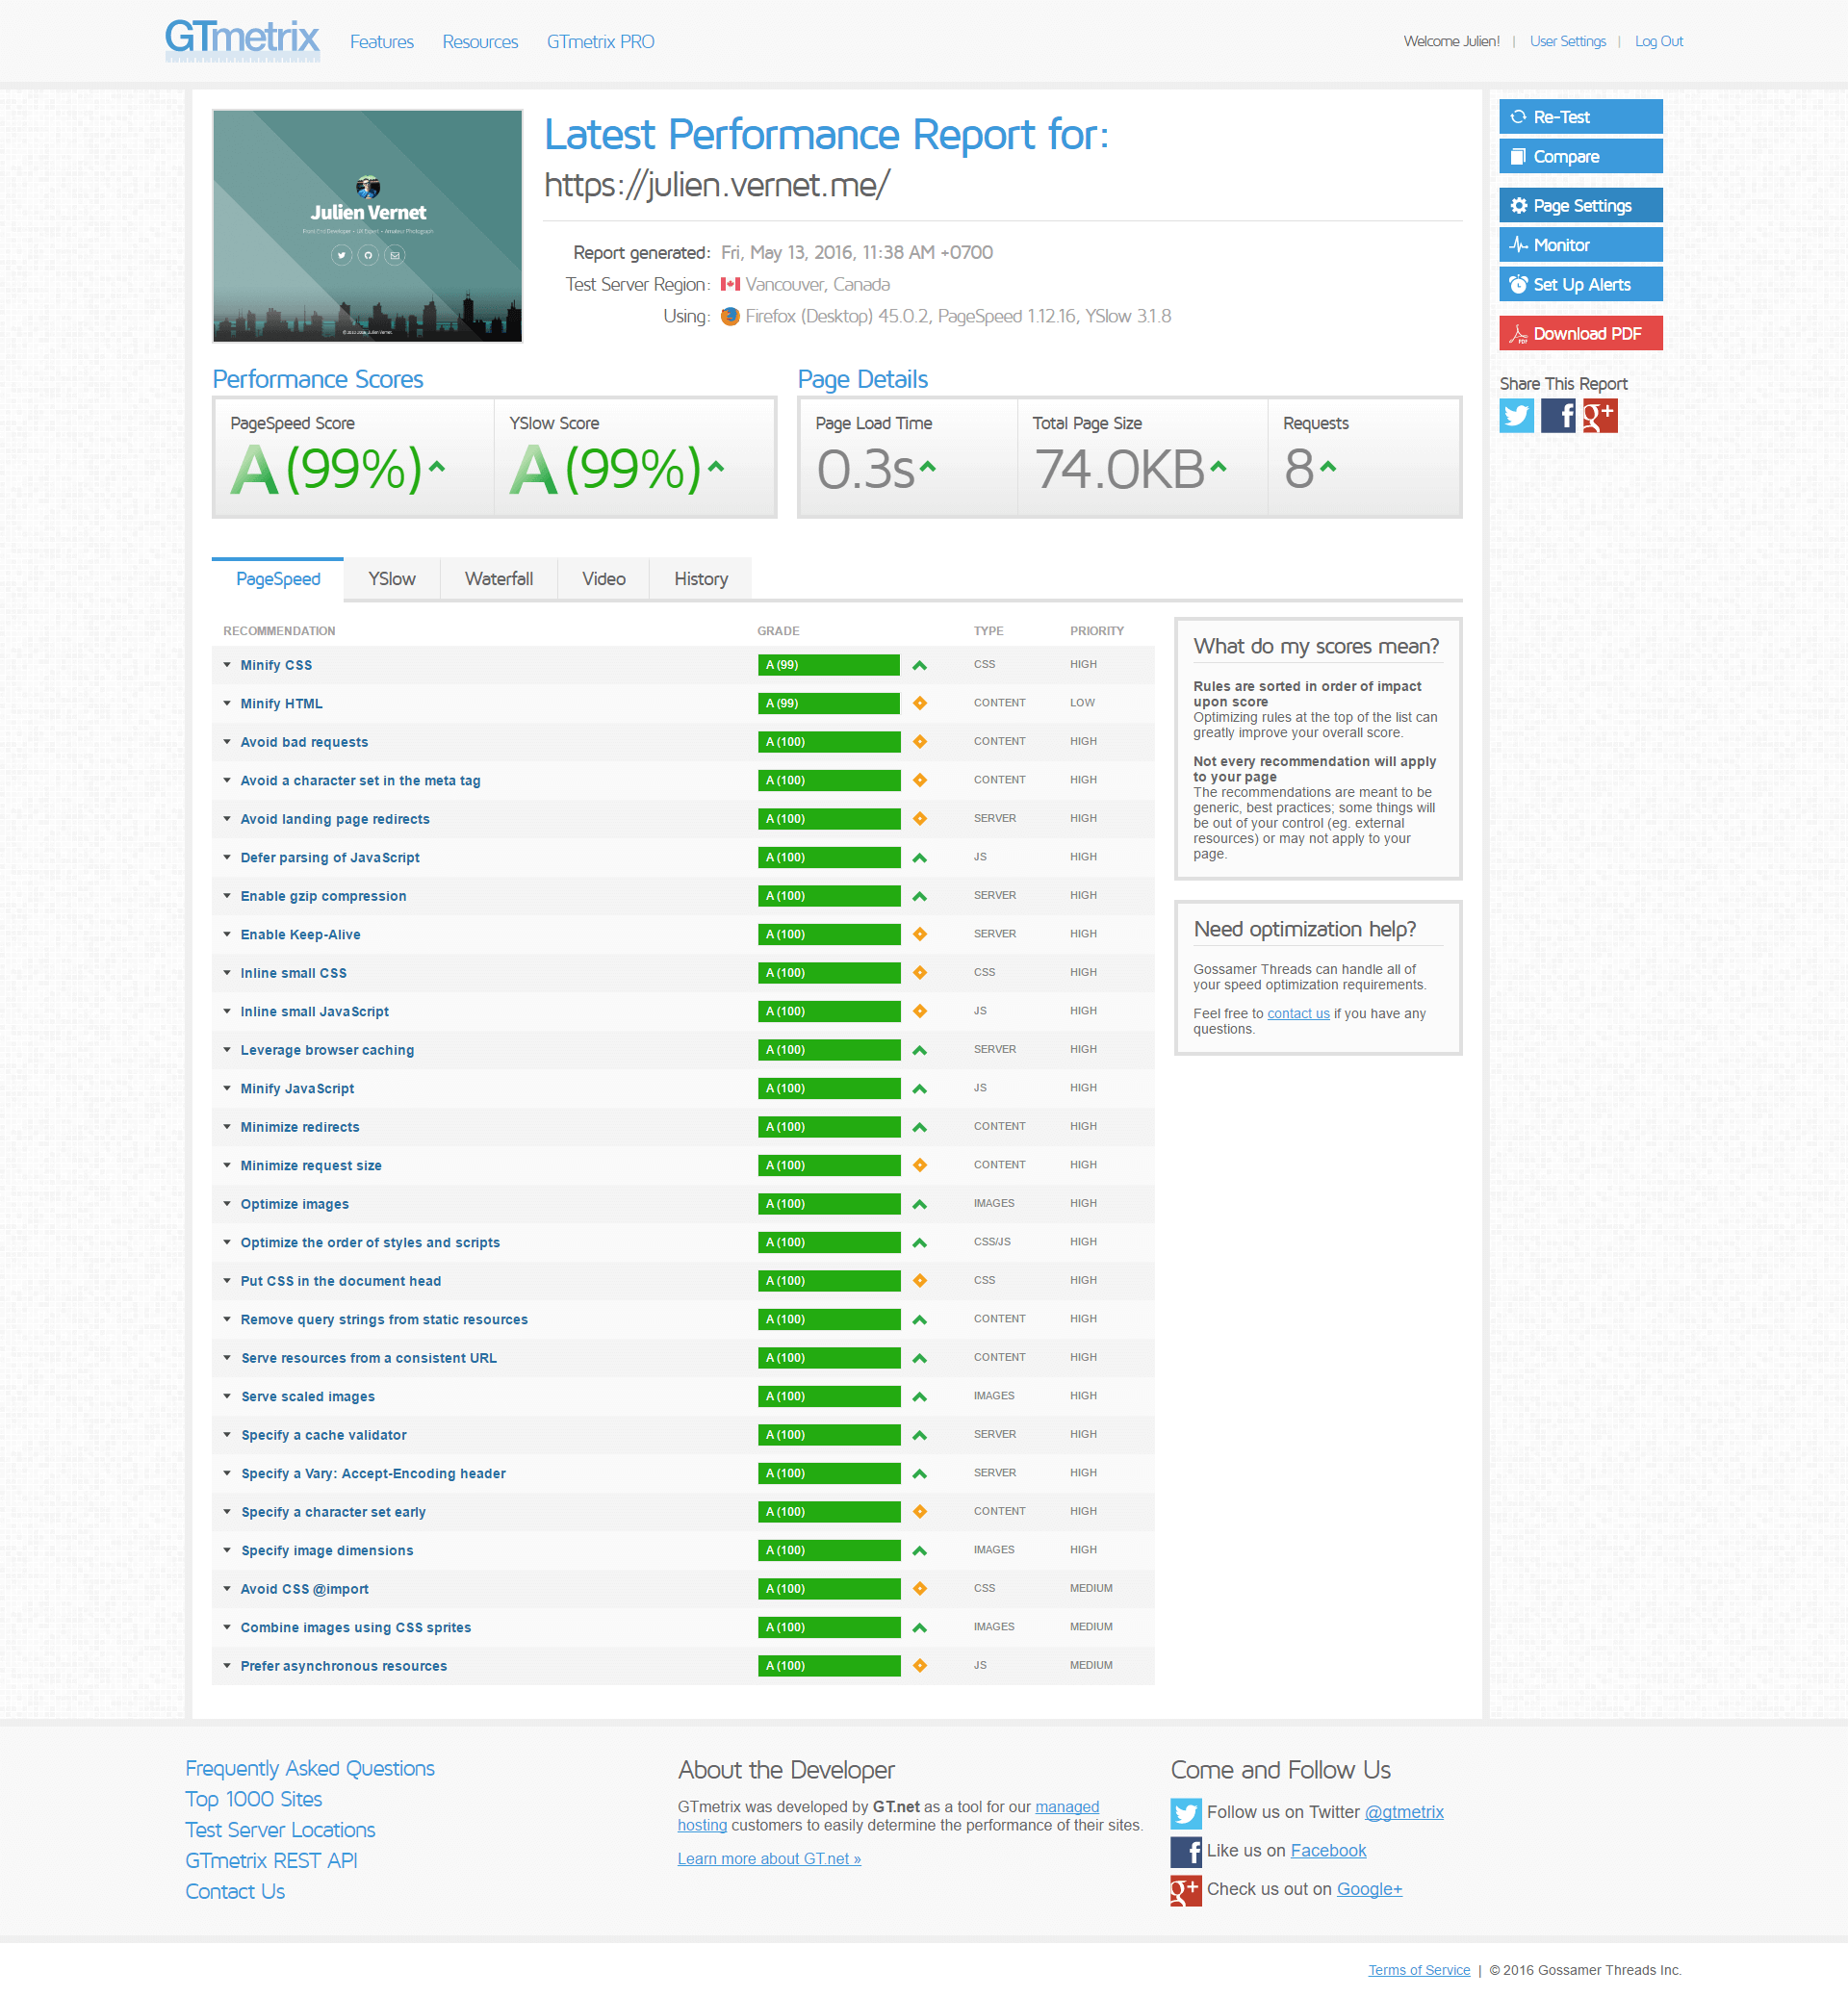 GTmetrix Features Resources GTmetrix PRO Welcome Julien! | User Settings | Log Out
Julien Vernet
Front End Developer • UX Expert • Amateur Photograph
Latest Performance Report for:
https://julien.vernet.me/
Report generated: Fri, May 13, 2016, 11:38 AM +0700
Test Server Region: Vancouver, Canada
Using: Firefox (Desktop) 45.0.2, PageSpeed 1.12.16, YSlow 3.1.8
Re-Test
Compare
Page Settings
Monitor
Set Up Alerts
Download PDF
Share This Report
Performance Scores
PageSpeed Score YSlow Score
A (99%) A (99%)
Page Details
Page Load Time Total Page Size Requests
0.3s 74.0KB 8
PageSpeed YSlow Waterfall Video History
RECOMMENDATION GRADE TYPE PRIORITY
Minify CSS A (99) CSS HIGH
Minify HTML A (99) CONTENT LOW
Avoid bad requests A (100) CONTENT HIGH
Avoid a character set in the meta tag A (100) CONTENT HIGH
Avoid landing page redirects A (100) SERVER HIGH
Defer parsing of JavaScript A (100) JS HIGH
Enable gzip compression A (100) SERVER HIGH
Enable Keep-Alive A (100) SERVER HIGH
Inline small CSS A (100) CSS HIGH
Inline small JavaScript A (100) JS HIGH
Leverage browser caching A (100) SERVER HIGH
Minify JavaScript A (100) JS HIGH
Minimize redirects A (100) CONTENT HIGH
Minimize request size A (100) CONTENT HIGH
Optimize images A (100) IMAGES HIGH
Optimize the order of styles and scripts A (100) CSS/JS HIGH
Put CSS in the document head A (100) CSS HIGH
Remove query strings from static resources A (100) CONTENT HIGH
Serve resources from a consistent URL A (100) CONTENT HIGH
Serve scaled images A (100) IMAGES HIGH
Specify a cache validator A (100) SERVER HIGH
Specify a Vary: Accept-Encoding header A (100) SERVER HIGH
Specify a character set early A (100) CONTENT HIGH
Specify image dimensions A (100) IMAGES HIGH
Avoid CSS @import A (100) CSS MEDIUM
Combine images using CSS sprites A (100) IMAGES MEDIUM
Prefer asynchronous resources A (100) JS MEDIUM
What do my scores mean?
Rules are sorted in order of impact
upon score
Optimizing rules at the top of the list can
greatly improve your overall score.
Not every recommendation will apply
to your page
The recommendations are meant to be
generic, best practices; some things will
be out of your control (eg. external
resources) or may not apply to your
page.
Need optimization help?
Gossamer Threads can handle all of
your speed optimization requirements.
Feel free to contact us if you have any
questions.
Frequently Asked Questions
Top 1000 Sites
Test Server Locations
GTmetrix REST API
Contact Us
About the Developer
GTmetrix was developed by GT.net as a tool for our managed
hosting customers to easily determine the performance of their sites.
Learn more about GT.net »
Come and Follow Us
Follow us on Twitter @gtmetrix
Like us on Facebook
Check us out on Google+
Terms of Service | © 2016 Gossamer Threads Inc.